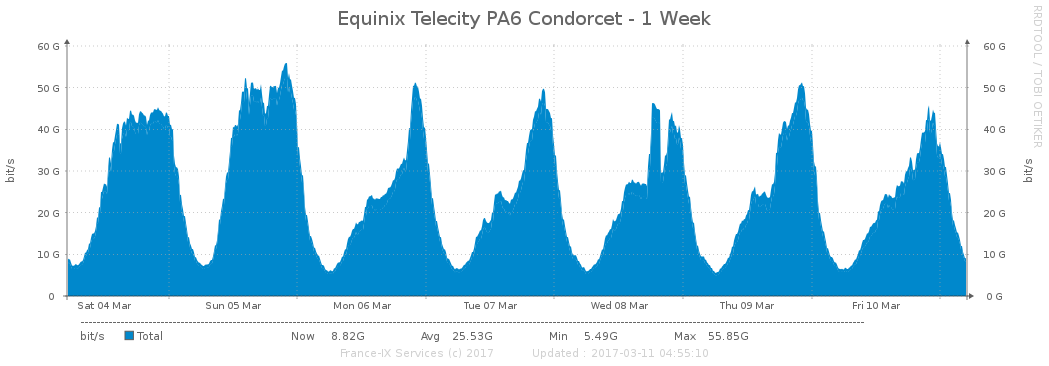 Equinix Telecity PA6 Condorcet - 1 Week
RRDTOOL / TOBI OETIKER
60 G 60 G
50 G 50 G
40 G 40 G
30 G 30 G
20 G 20 G
10 G 10 G
0 0 G
bit/s bit/s
Sat 04 Mar Sun 05 Mar Mon 06 Mar Tue 07 Mar Wed 08 Mar Thu 09 Mar Fri 10 Mar
bit/s Total Now 8.82G Avg 25.53G Min 5.49G Max 55.85G
France-IX Services (c) 2017 Updated : 2017-03-11 04:55:10